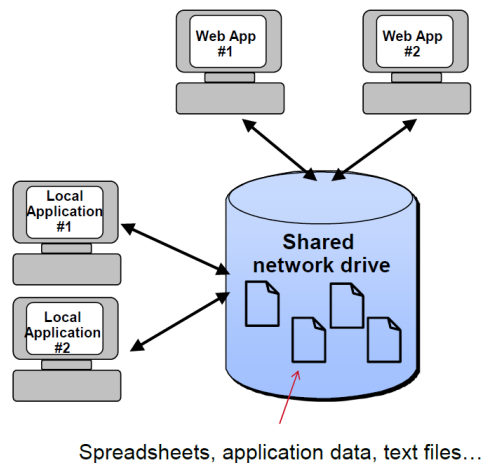 Web App
#1
Web App
#2
Local
Application
#1
Local
Application
#2
Shared
network drive
Spreadsheets, application data, text files…